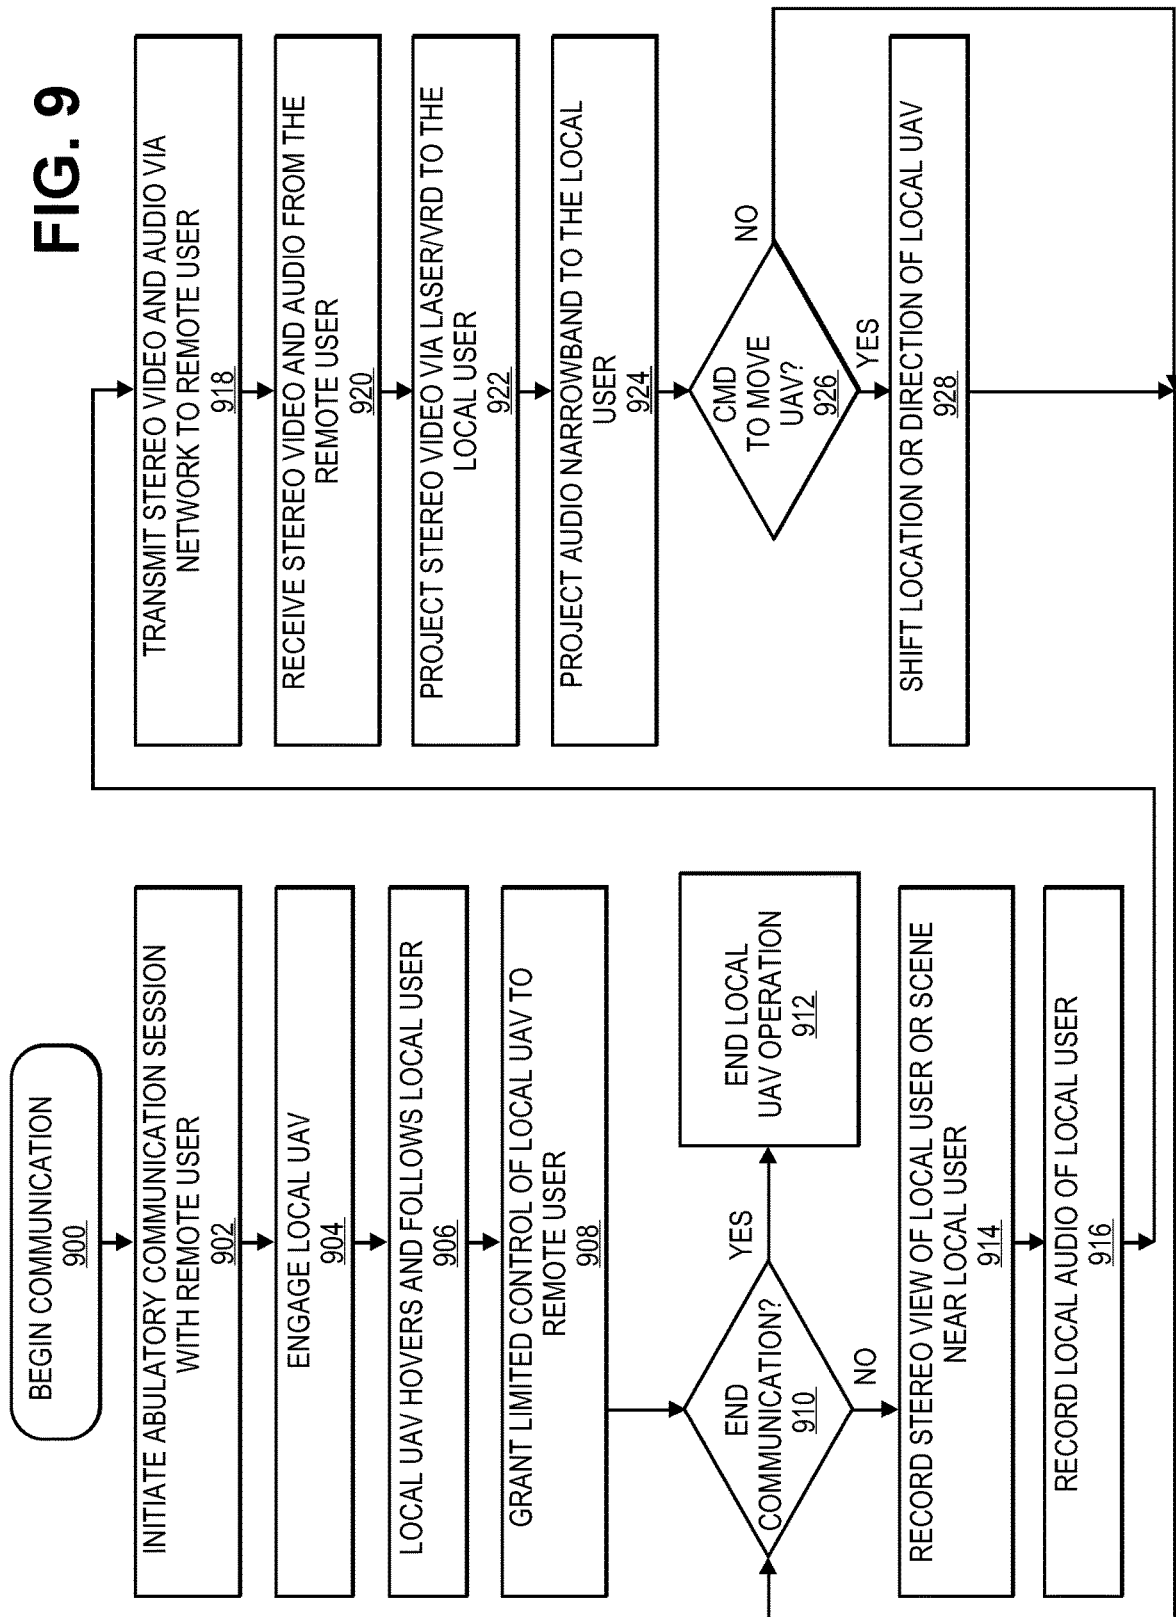 FIG. 9
BEGIN COMMUNICATION
900
INITIATE ABULATORY COMMUNICATION SESSION
WITH REMOTE USER
902
ENGAGE LOCAL UAV
904
LOCAL UAV HOVERS AND FOLLOWS LOCAL USER
906
GRANT LIMITED CONTROL OF LOCAL UAV TO
REMOTE USER
908
END
COMMUNICATION?
910
YES
END LOCAL
UAV OPERATION
912
NO
RECORD STEREO VIEW OF LOCAL USER OR SCENE
NEAR LOCAL USER
914
RECORD LOCAL AUDIO OF LOCAL USER
916
TRANSMIT STEREO VIDEO AND AUDIO VIA
NETWORK TO REMOTE USER
918
RECEIVE STEREO VIDEO AND AUDIO FROM THE
REMOTE USER
920
PROJECT STEREO VIDEO VIA LASER/VRD TO THE
LOCAL USER
922
PROJECT AUDIO NARROWBAND TO THE LOCAL
USER
924
CMD
TO MOVE
UAV?
926
NO
YES
SHIFT LOCATION OR DIRECTION OF LOCAL UAV
928